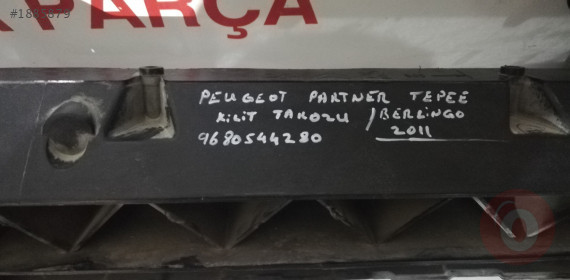 PARÇA
PEUGEOT PARTNER TEPEE
KİLİT TAKOZU / BERLİNGO
9680544280 2011